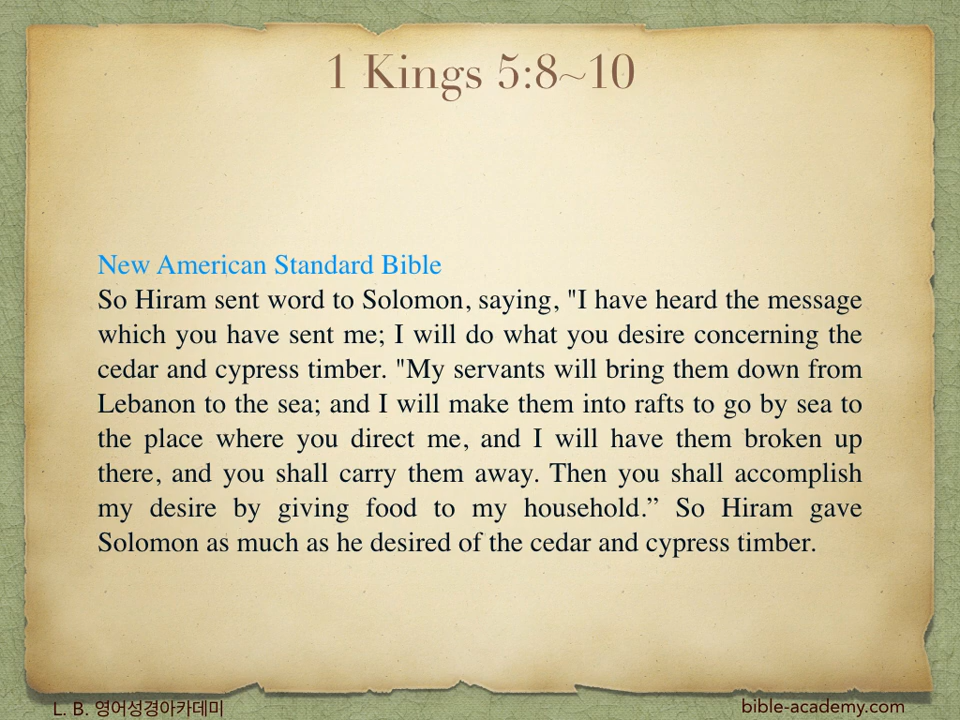 1 Kings 5:8~10
New American Standard Bible
So Hiram sent word to Solomon, saying, "I have heard the message
which you have sent me; I will do what you desire concerning the
cedar and cypress timber. "My servants will bring them down from
Lebanon to the sea; and I will make them into rafts to go by sea to
the place where you direct me, and I will have them broken up
there, and you shall carry them away. Then you shall accomplish
my desire by giving food to my household.” So Hiram gave
Solomon as much as he desired of the cedar and cypress timber.
L. B. 영어성경아카데미
bible-academy.com